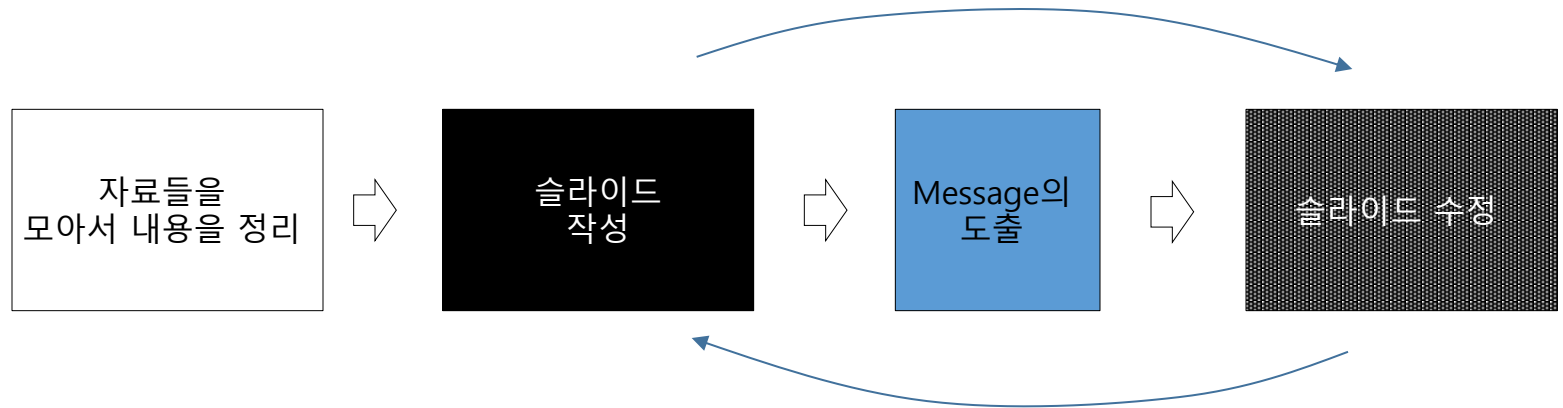 자료들을
모아서 내용을 정리
슬라이드
작성
Message의
도출
슬라이드 수정